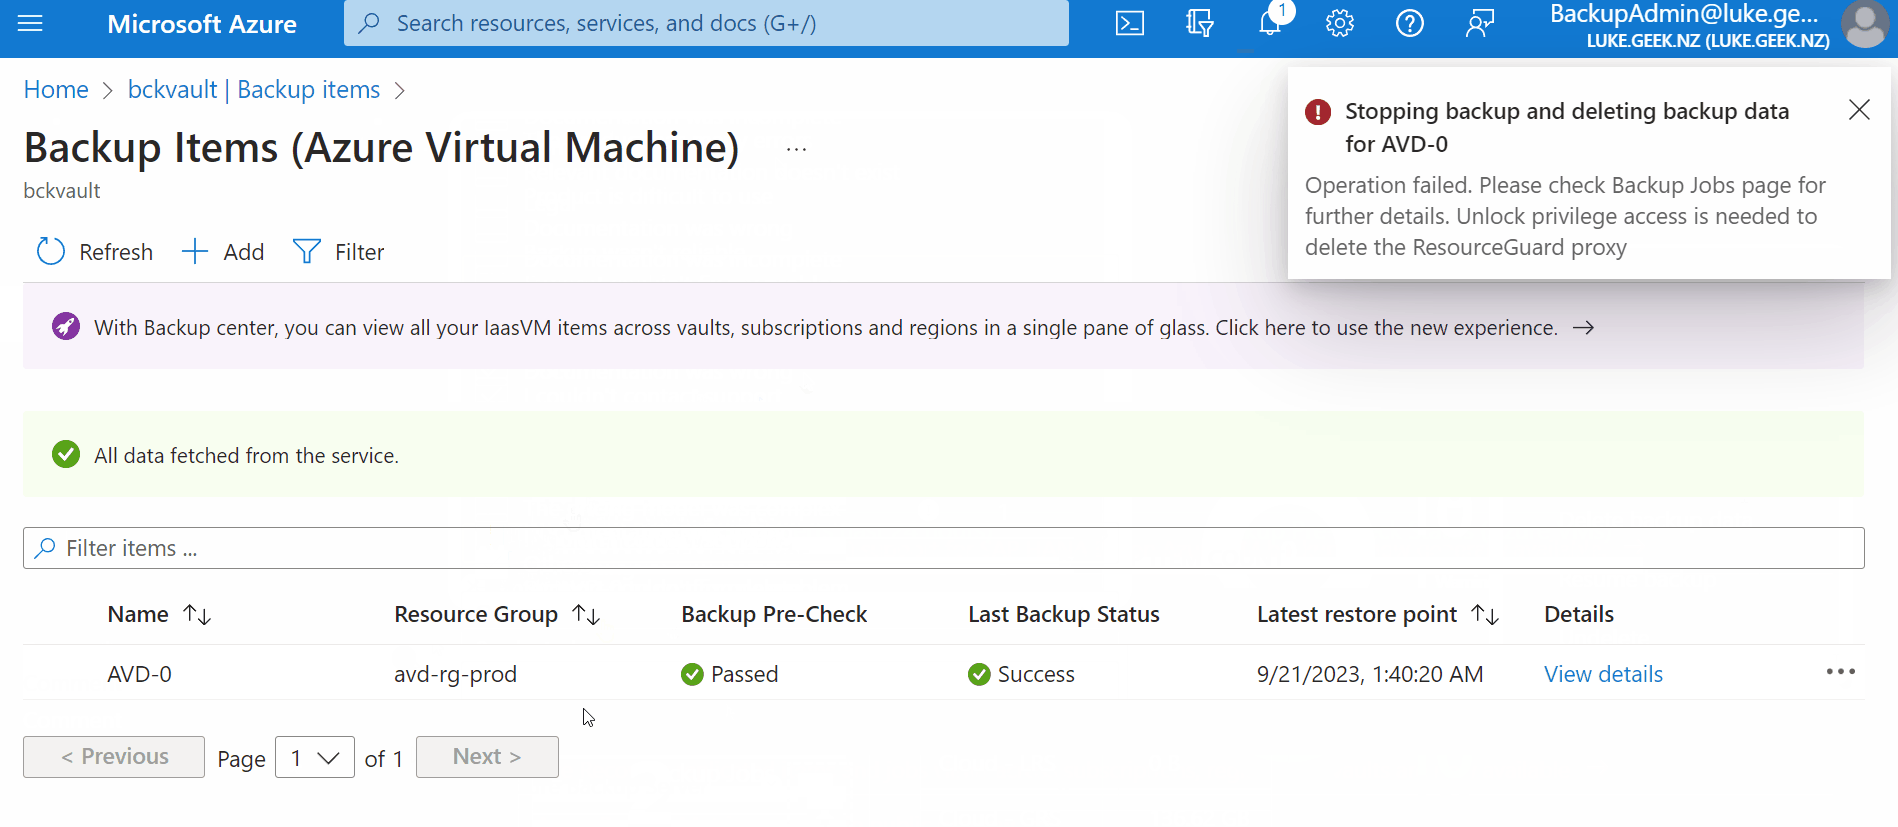 Microsoft Azure
Search resources, services, and docs (G+/)
1
BackupAdmin@luke.ge...
LUKE.GEEK.NZ (LUKE.GEEK.NZ)
Home > bckvault | Backup items >
Backup Items (Azure Virtual Machine) ...
bckvault
Stopping backup and deleting backup data
for AVD-0
Operation failed. Please check Backup Jobs page for
further details. Unlock privilege access is needed to
delete the ResourceGuard proxy
Refresh + Add Filter
With Backup center, you can view all your IaasVM items across vaults, subscriptions and regions in a single pane of glass. Click here to use the new experience. →
All data fetched from the service.
Filter items ...
Name ↑↓ Resource Group ↑↓ Backup Pre-Check Last Backup Status Latest restore point ↑↓ Details
AVD-0 avd-rg-prod Passed Success 9/21/2023, 1:40:20 AM View details ...
< Previous Page 1 of 1 Next >